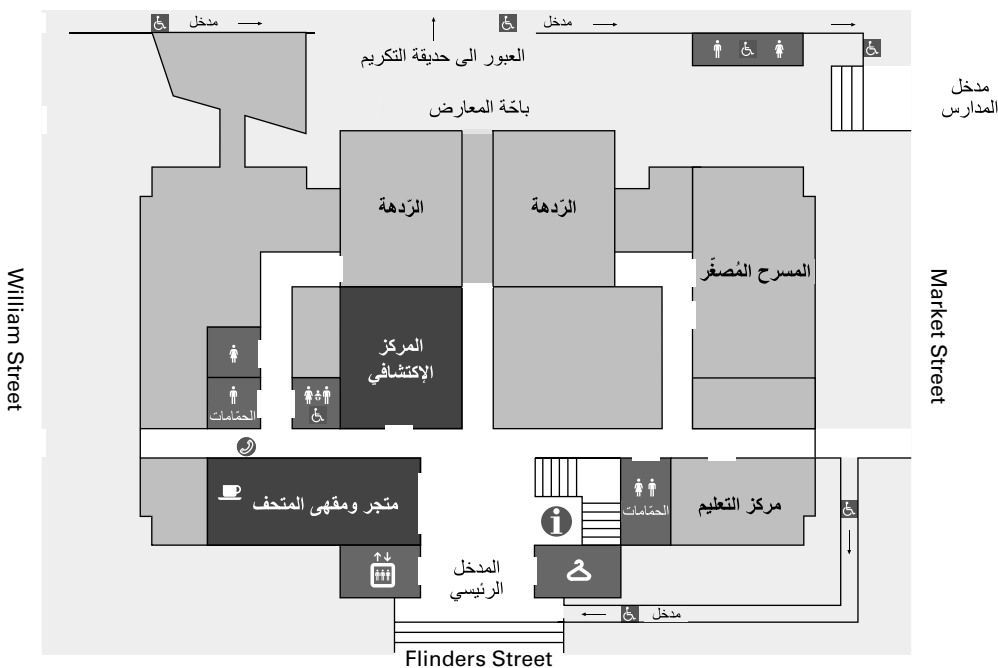 مدخل
مدخل
العبور الى حديقة التكريم
مدخل
المدارس
باحّة المعارض
الرّدهة
الرّدهة
المسرح المُصغّر
William Street
Market Street
المركز
الإكتشافي
الحمّامات
متجر ومقهى المتحف
الحمّامات
مركز التعليم
المدخل
الرئيسي
مدخل
Flinders Street